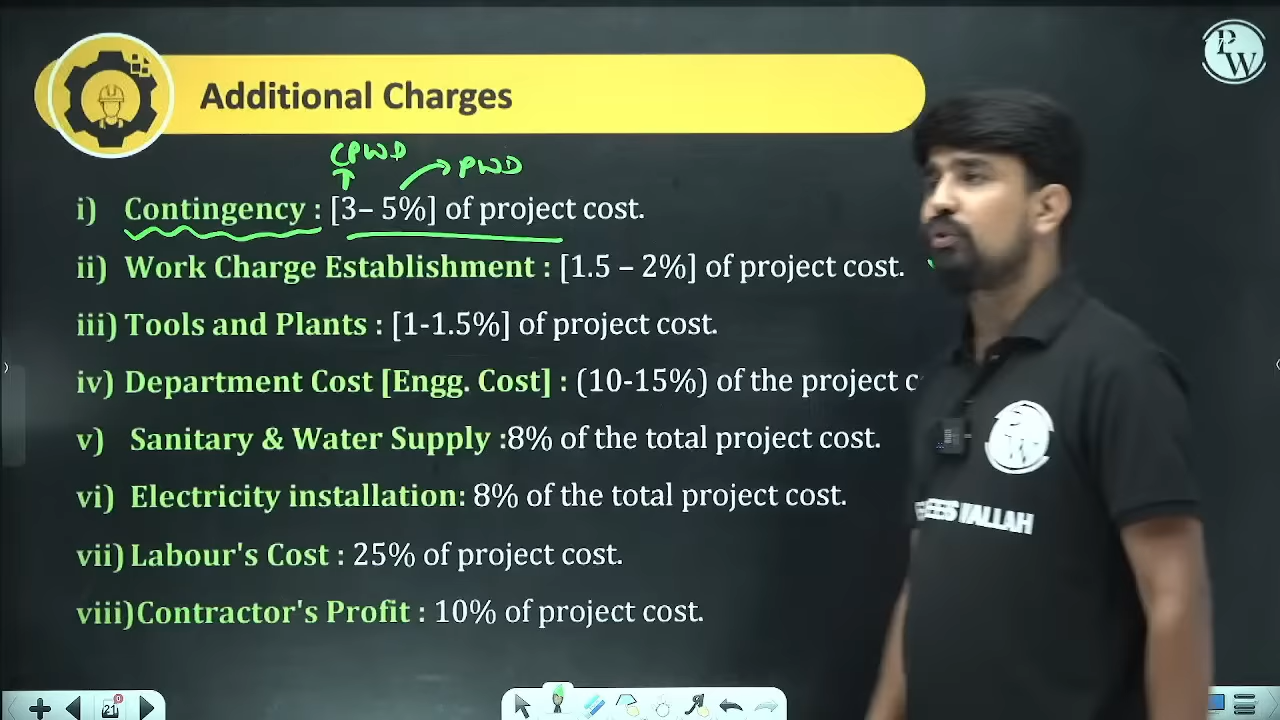 PW
Additional Charges
CPWD
PWD
i) Contingency : [3– 5%] of project cost.
ii) Work Charge Establishment : [1.5 – 2%] of project cost.
iii) Tools and Plants : [1-1.5%] of project cost.
iv) Department Cost [Engg. Cost] : (10-15%) of the project c
v) Sanitary & Water Supply :8% of the total project cost.
vi) Electricity installation: 8% of the total project cost.
vii) Labour's Cost : 25% of project cost.
viii)Contractor's Profit : 10% of project cost.
21